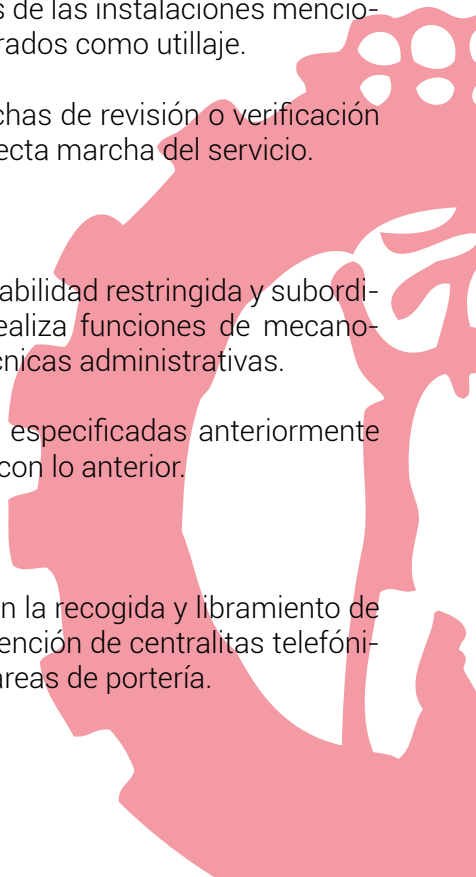 s de las instalaciones mencio-
rados como utillaje.
chas de revisión o verificación
ecta marcha del servicio.
abilidad restringida y subordi-
ealiza funciones de mecano-
cnicas administrativas.
especificadas anteriormente
con lo anterior.
n la recogida y libramiento de
ención de centralitas telefóni-
areas de portería.